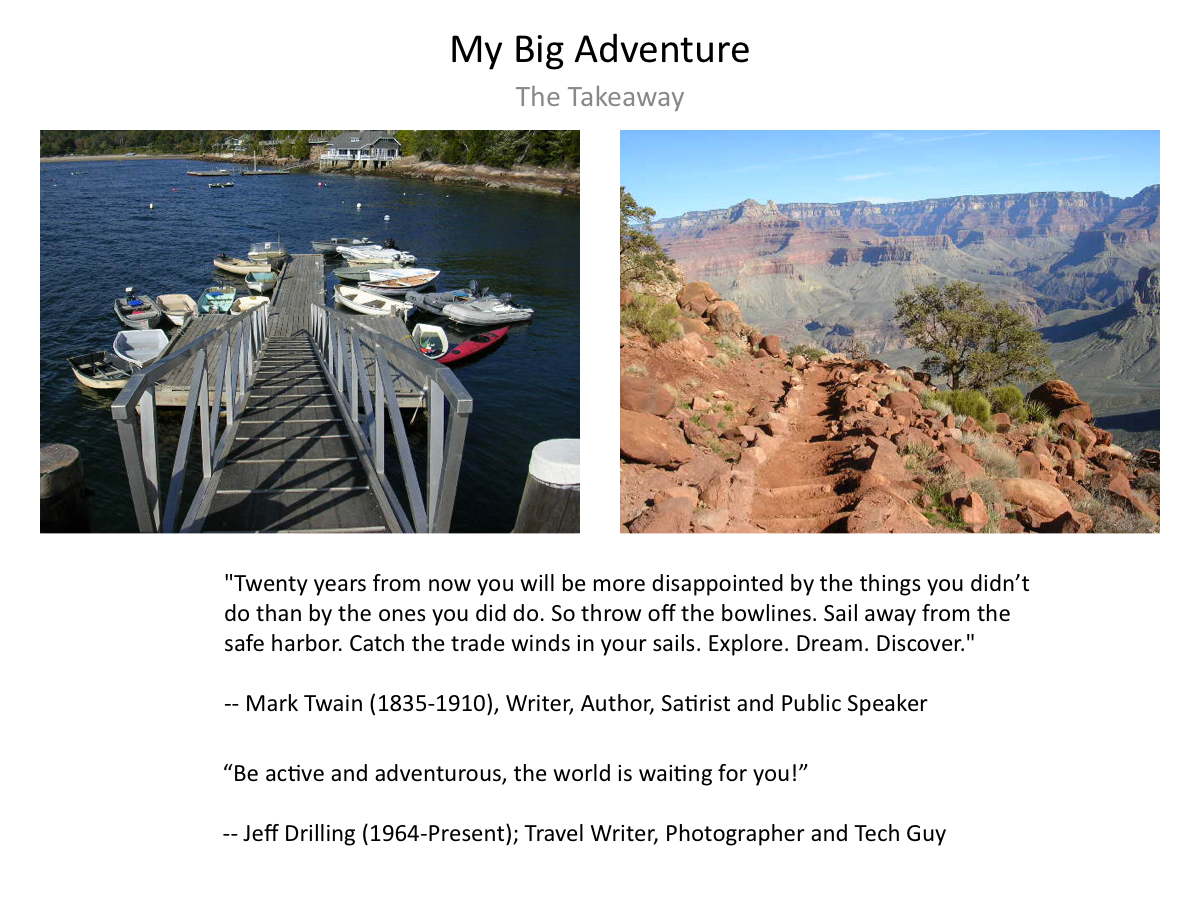 My Big Adventure
The Takeaway
"Twenty years from now you will be more disappointed by the things you didn’t
do than by the ones you did do. So throw off the bowlines. Sail away from the
safe harbor. Catch the trade winds in your sails. Explore. Dream. Discover."
-- Mark Twain (1835-1910), Writer, Author, Satirist and Public Speaker
“Be active and adventurous, the world is waiting for you!”
-- Jeff Drilling (1964-Present); Travel Writer, Photographer and Tech Guy